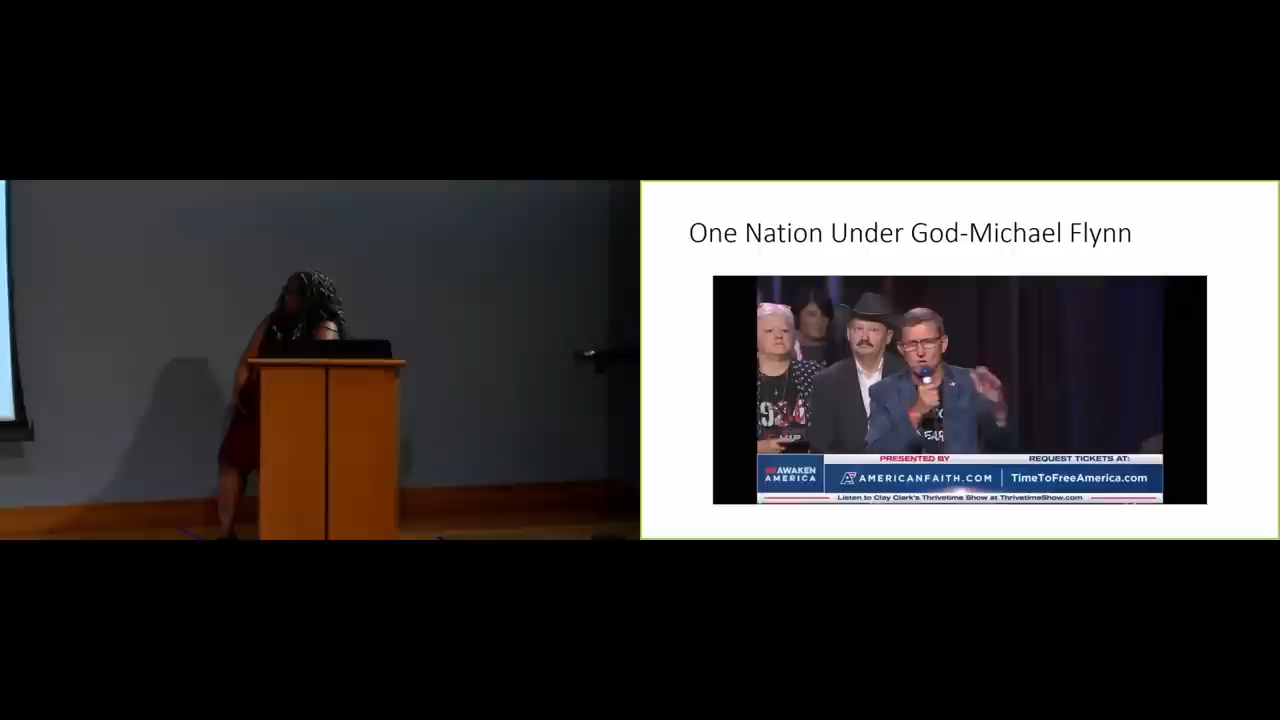 One Nation Under God-Michael Flynn
PRESENTED BY
REQUEST TICKETS AT:
AWAKEN
AMERICA
AMERICANFAITH.COM
TimeToFreeAmerica.com
Listen to Clay Clark's Thrivetime Show at ThrivetimeShow.com